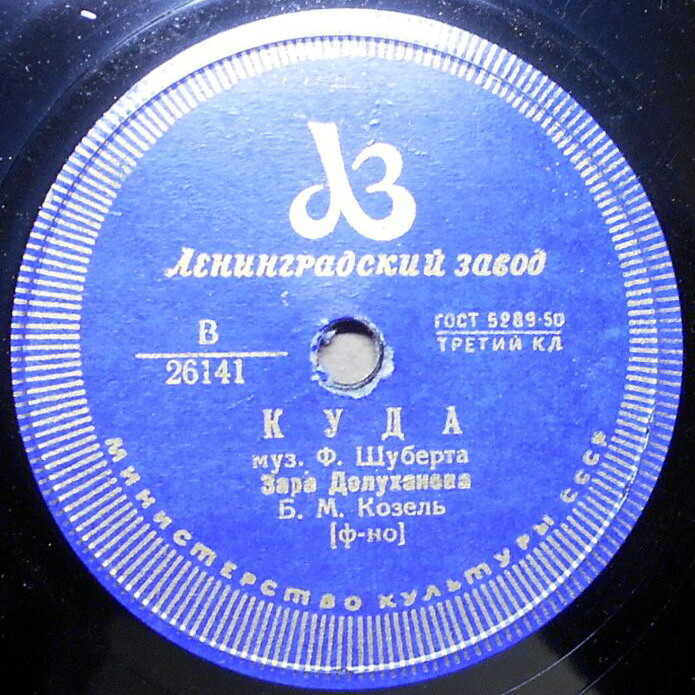 ЛЗ
Ленинградский завод
В
26141
ГОСТ 5289-50
ТРЕТИЙ КЛ
КУДА
муз. Ф. Шуберта
Зара Долуханова
Б. М. Козель
[ф-но]
МИНИСТЕРСТВО КУЛЬТУРЫ СССР